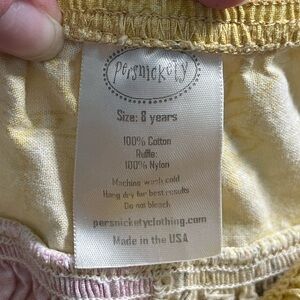 persnickety
Size: 8 years
100% Cotton
Ruffle:
100% Nylon
Machine wash cold
Hang dry for best results
Do not bleach
persnicketyclothing.com
Made in the USA